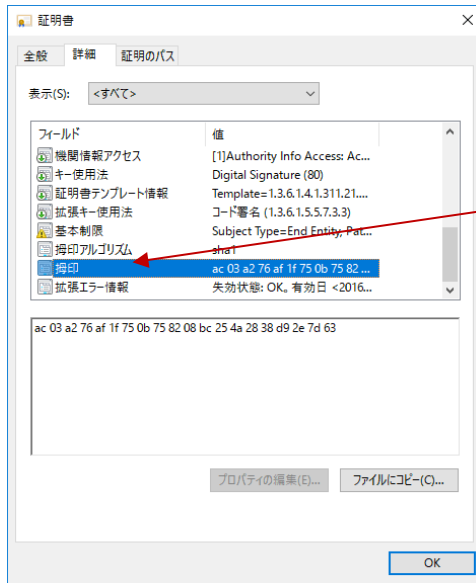 証明書
全般 詳細 証明のパス
表示(S): <すべて>
フィールド 値
機関情報アクセス [1]Authority Info Access: Ac...
キー使用法 Digital Signature (80)
証明書テンプレート情報 Template=1.3.6.1.4.1.311.21....
拡張キー使用法 コード署名 (1.3.6.1.5.5.7.3.3)
基本制限 Subject Type=End Entity, Pat...
拇印アルゴリズム sha1
拇印 ac 03 a2 76 af 1f 75 0b 75 82 ...
拡張エラー情報 失効状態: OK。有効日 <2016...
ac 03 a2 76 af 1f 75 0b 75 82 08 bc 25 4a 28 38 d9 2e 7d 63
プロパティの編集(E)... ファイルにコピー(C)...
OK